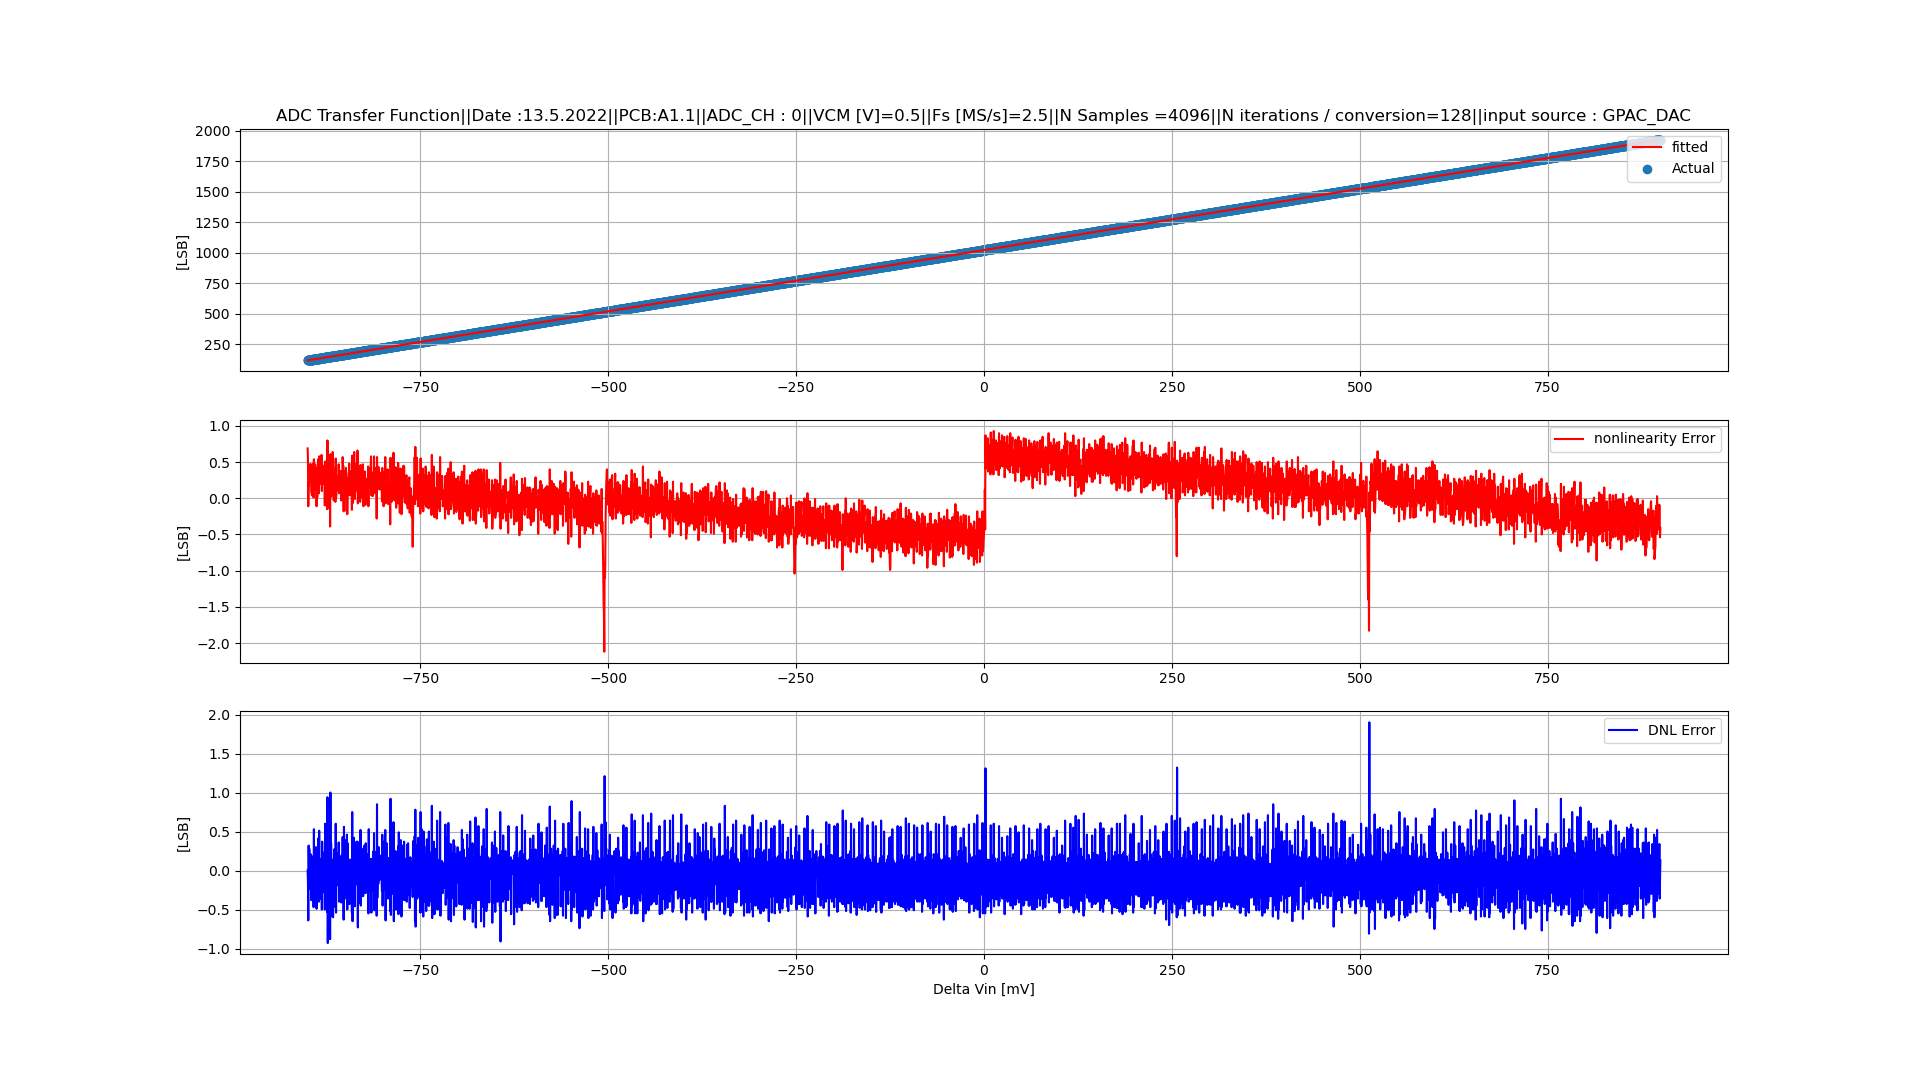 ADC Transfer Function||Date :13.5.2022||PCB:A1.1||ADC_CH : 0||VCM [V]=0.5||Fs [MS/s]=2.5||N Samples =4096||N iterations / conversion=128||input source : GPAC_DAC
2000
1750
1500
1250
1000
750
500
250
[LSB]
fitted
Actual
−750 −500 −250 0 250 500 750
1.0
0.5
0.0
−0.5
−1.0
−1.5
−2.0
[LSB]
nonlinearity Error
−750 −500 −250 0 250 500 750
2.0
1.5
1.0
0.5
0.0
−0.5
−1.0
[LSB]
DNL Error
−750 −500 −250 0 250 500 750
Delta Vin [mV]